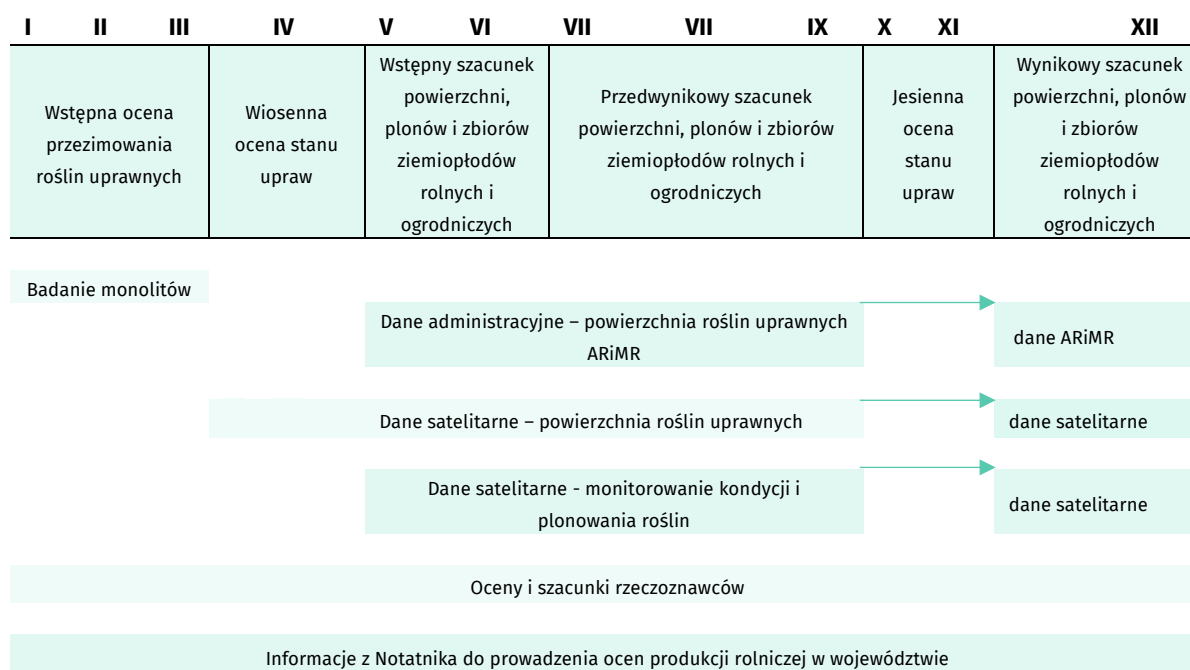 I II III IV V VI VII VII IX X XI XII
Wstępna ocena
przezimowania
roślin uprawnych
Wiosenna
ocena stanu
upraw
Wstępny szacunek
powierzchni,
plonów i zbiorów
ziemiopłodów
rolnych i
ogrodniczych
Przedwynikowy szacunek
powierzchni, plonów i zbiorów
ziemiopłodów rolnych i
ogrodniczych
Jesienna
ocena
stanu
upraw
Wynikowy szacunek
powierzchni, plonów
i zbiorów
ziemiopłodów
rolnych i
ogrodniczych
Badanie monolitów
Dane administracyjne – powierzchnia roślin uprawnych
ARiMR
dane ARiMR
Dane satelitarne – powierzchnia roślin uprawnych
dane satelitarne
Dane satelitarne - monitorowanie kondycji i
plonowania roślin
dane satelitarne
Oceny i szacunki rzeczoznawców
Informacje z Notatnika do prowadzenia ocen produkcji rolniczej w województwie